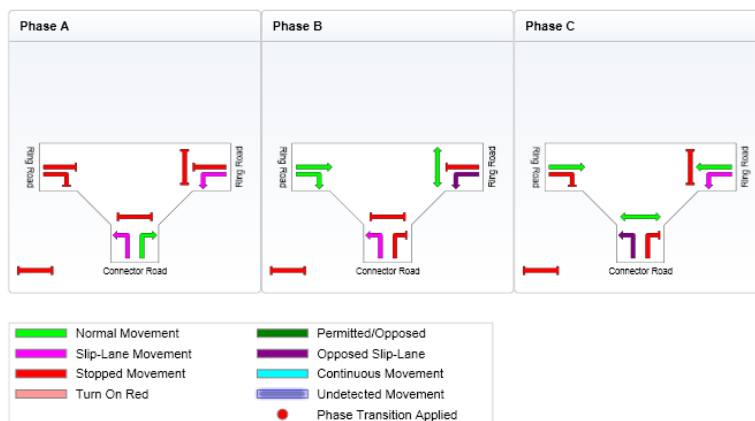 Phase A
Phase B
Phase C
Ring Road
Ring Road
Connector Road
Ring Road
Ring Road
Connector Road
Ring Road
Ring Road
Connector Road
Normal Movement
Permitted/Opposed
Slip-Lane Movement
Opposed Slip-Lane
Stopped Movement
Continuous Movement
Turn On Red
Undetected Movement
Phase Transition Applied